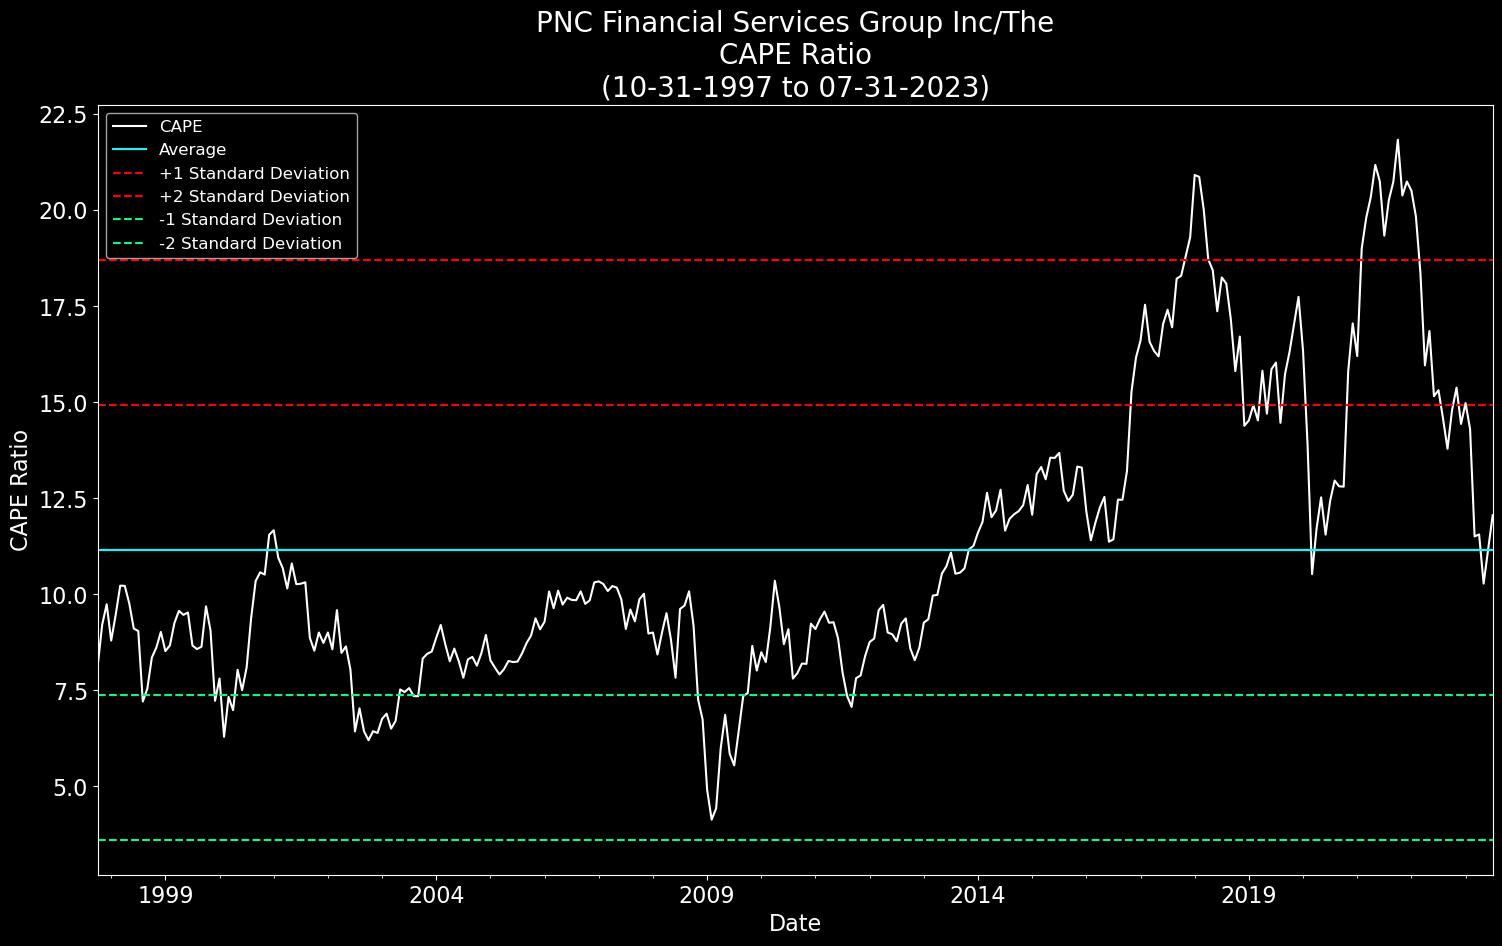 PNC Financial Services Group Inc/The
CAPE Ratio
(10-31-1997 to 07-31-2023)
CAPE
Average
+1 Standard Deviation
+2 Standard Deviation
-1 Standard Deviation
-2 Standard Deviation
22.5
20.0
17.5
15.0
12.5
10.0
7.5
5.0
CAPE Ratio
1999 2004 2009 2014 2019
Date